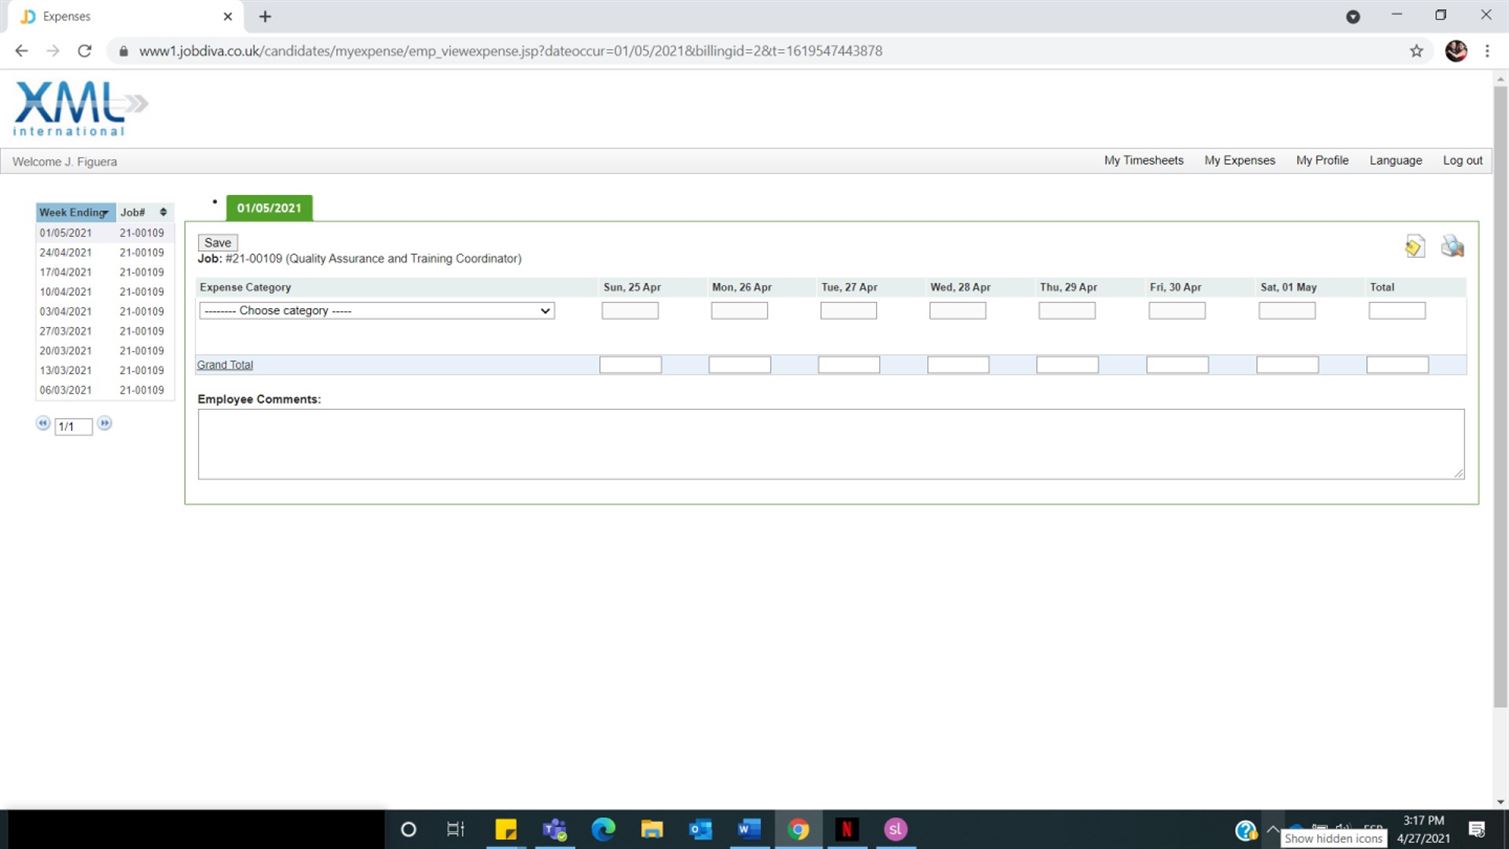 Expenses
www1.jobdiva.co.uk/candidates/myexpense/emp_viewexpense.jsp?dateoccur=01/05/2021&billingid=2&t=1619547443878
XML
international
Welcome J. Figuera
My Timesheets My Expenses My Profile Language Log out
Week Ending Job#
01/05/2021 21-00109
24/04/2021 21-00109
17/04/2021 21-00109
10/04/2021 21-00109
03/04/2021 21-00109
27/03/2021 21-00109
20/03/2021 21-00109
13/03/2021 21-00109
06/03/2021 21-00109
1/1
01/05/2021
Save
Job: #21-00109 (Quality Assurance and Training Coordinator)
Expense Category Sun, 25 Apr Mon, 26 Apr Tue, 27 Apr Wed, 28 Apr Thu, 29 Apr Fri, 30 Apr Sat, 01 May Total
-------- Choose category -----
Grand Total
Employee Comments:
N sl
3:17 PM
4/27/2021
Show hidden icons